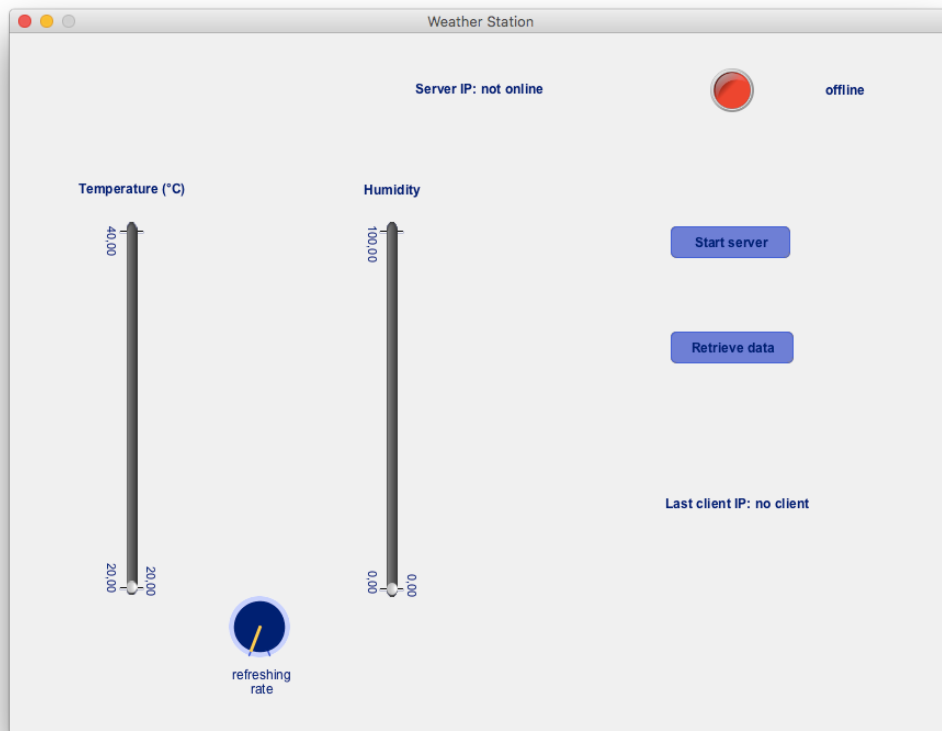 Weather Station
Server IP: not online
offline
Temperature (°C)
Humidity
40,00
100,00
Start server
Retrieve data
Last client IP: no client
20,00
20,00
0,00
0,00
refreshing
rate